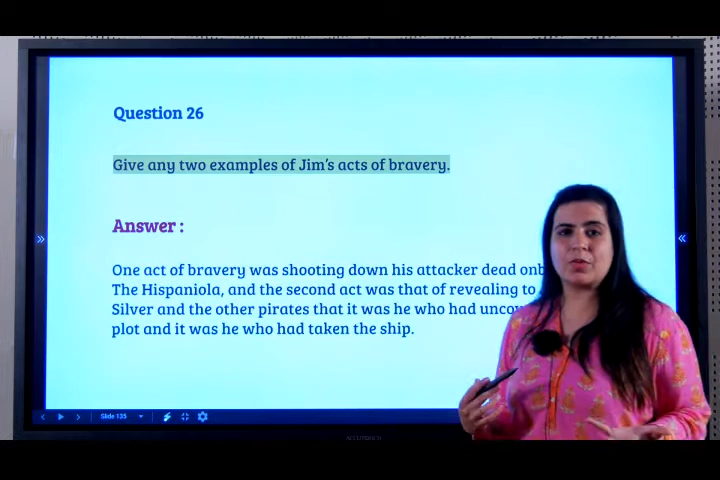 Question 26
Give any two examples of Jim's acts of bravery.
Answer :
One act of bravery was shooting down his attacker dead
The Hispaniola, and the second act was that of revealing to
Silver and the other pirates that it was he who had
plot and it was he who had taken the ship.
Slide 135